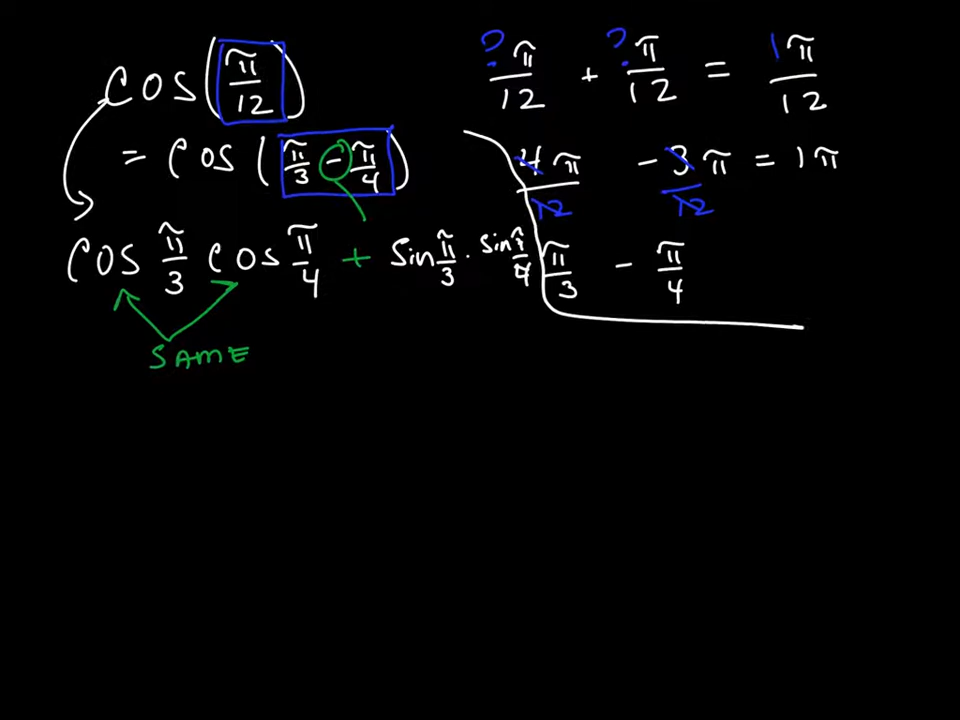 cos(π/12)
= cos(π/3 - π/4)
cos π/3 cos π/4 + sin π/3 · sin π/4
SAME
?π/12 + ?π/12 = 1π/12
4π/12 - 3π/12 = 1π
π/3 - π/4